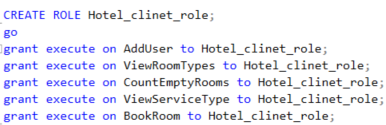 CREATE ROLE Hotel_clinet_role;
go
grant execute on AddUser to Hotel_clinet_role;
grant execute on ViewRoomTypes to Hotel_clinet_role;
grant execute on CountEmptyRooms to Hotel_clinet_role;
grant execute on ViewServiceType to Hotel_clinet_role;
grant execute on BookRoom to Hotel_clinet_role;